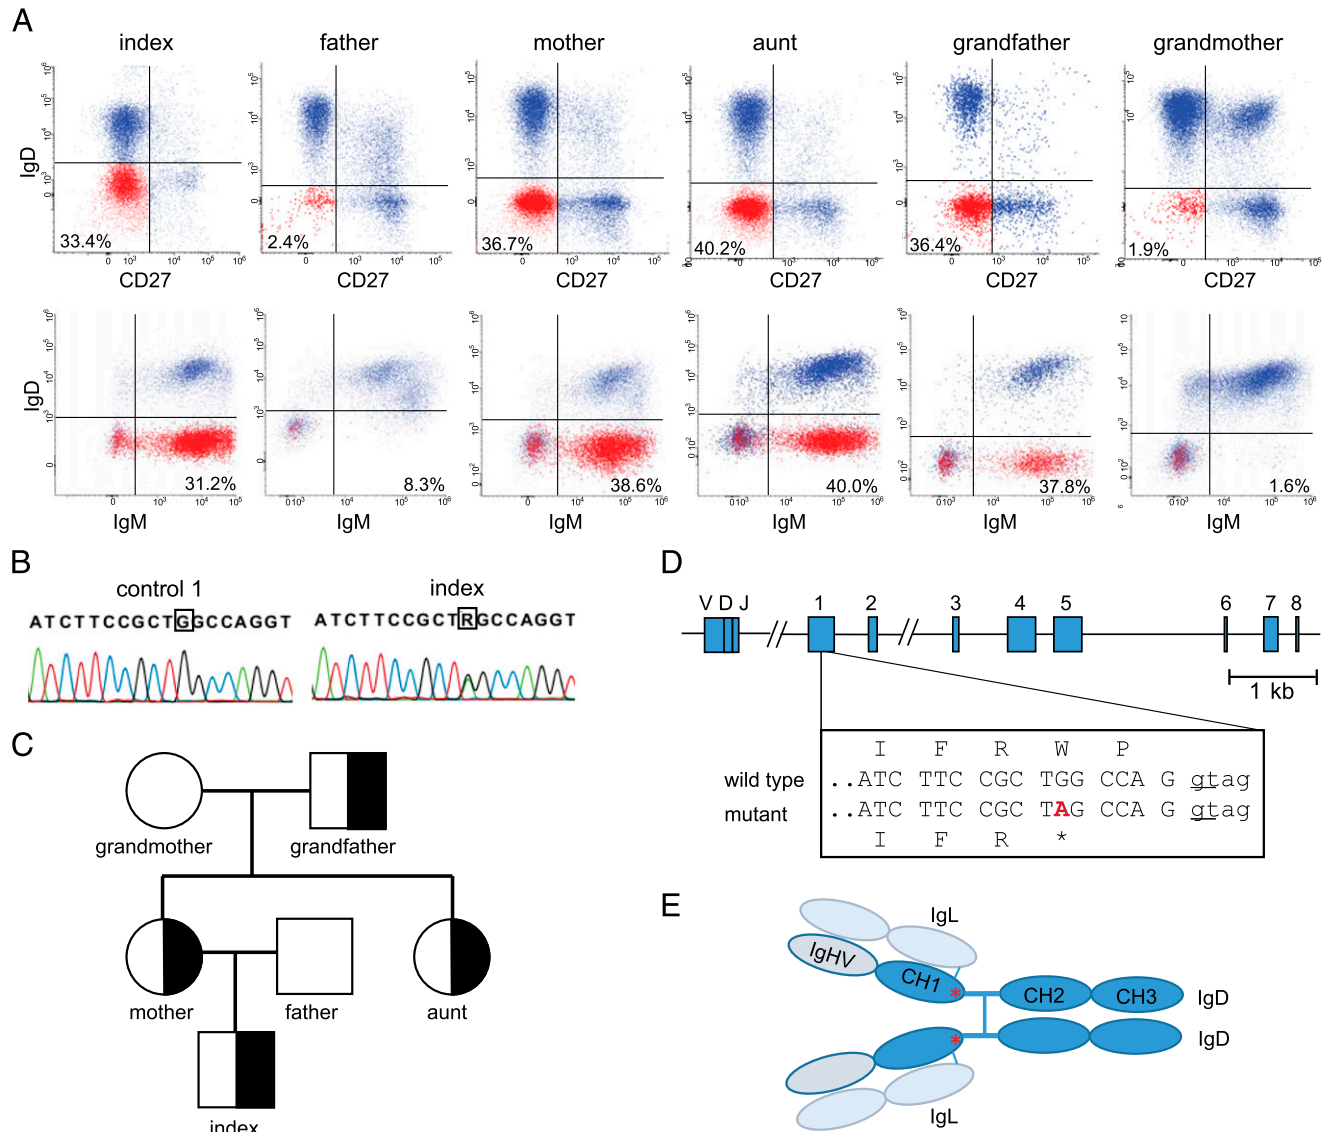 A
index father mother aunt grandfather grandmother
IgD
33.4% 2.4% 36.7% 40.2% 36.4% 1.9%
CD27 CD27 CD27 CD27 CD27 CD27
IgD
31.2% 8.3% 38.6% 40.0% 37.8% 1.6%
IgM IgM IgM IgM IgM IgM
B
control 1 index
ATCTTCCGCTGGCCAGGT ATCTTCCGCTRGCCAGGT
C
grandmother grandfather
mother father aunt
index
D
V D J 1 2 3 4 5 6 7 8
1 kb
I F R W P
wild type ..ATC TTC CGC TGG CCA G gtag
mutant ..ATC TTC CGC TAG CCA G gtag
I F R *
E
IgL
IgHV
CH1 * CH2 CH3 IgD
* IgD
IgL